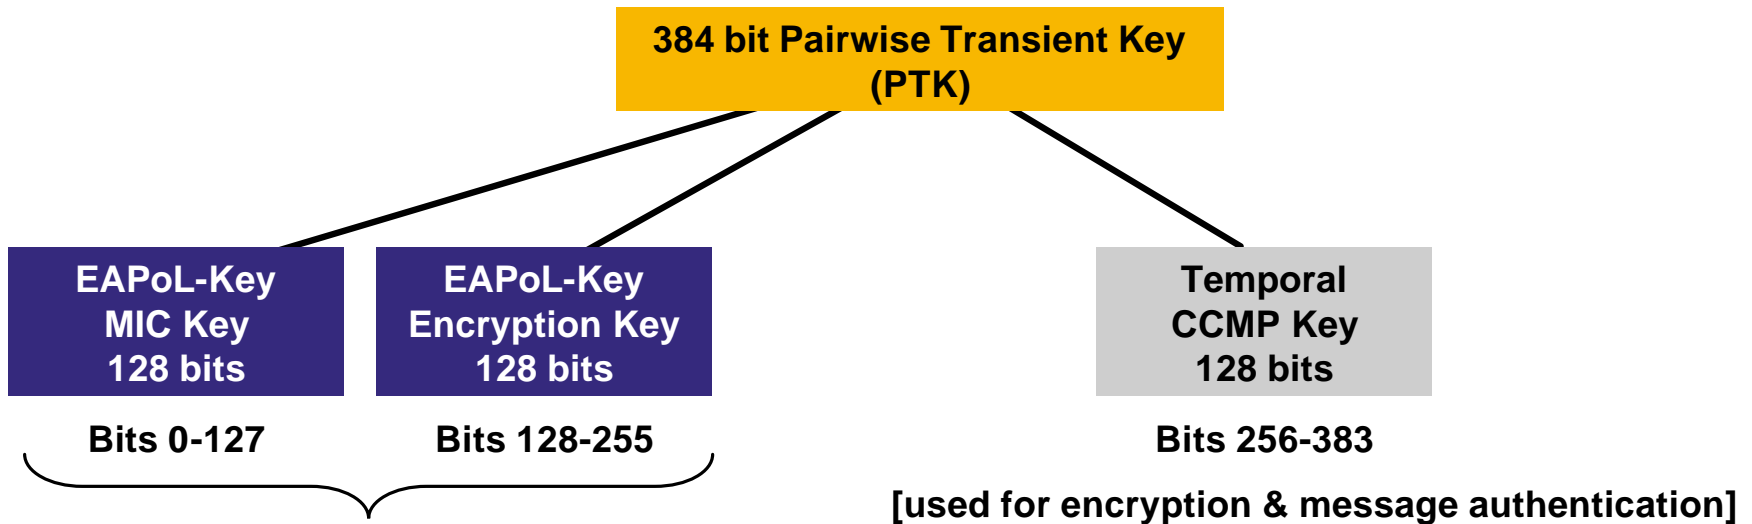 384 bit Pairwise Transient Key
(PTK)
EAPoL-Key
MIC Key
128 bits
EAPoL-Key
Encryption Key
128 bits
Temporal
CCMP Key
128 bits
Bits 0-127
Bits 128-255
Bits 256-383
[used for encryption & message authentication]